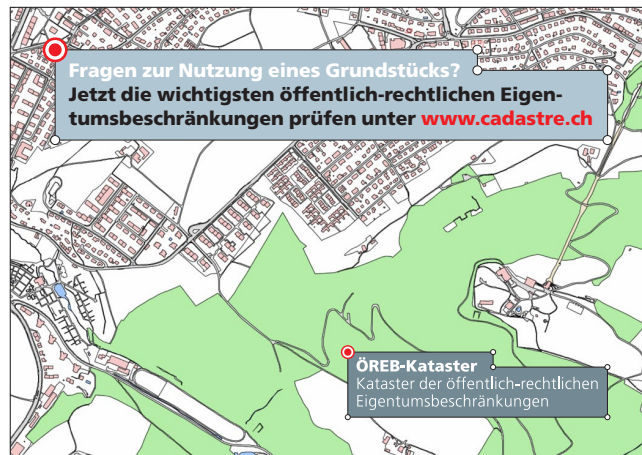 Fragen zur Nutzung eines Grundstücks?
Jetzt die wichtigsten öffentlich-rechtlichen Eigen-
tumsbeschränkungen prüfen unter www.cadastre.ch
ÖREB-Kataster
Kataster der öffentlich-rechtlichen
Eigentumsbeschränkungen